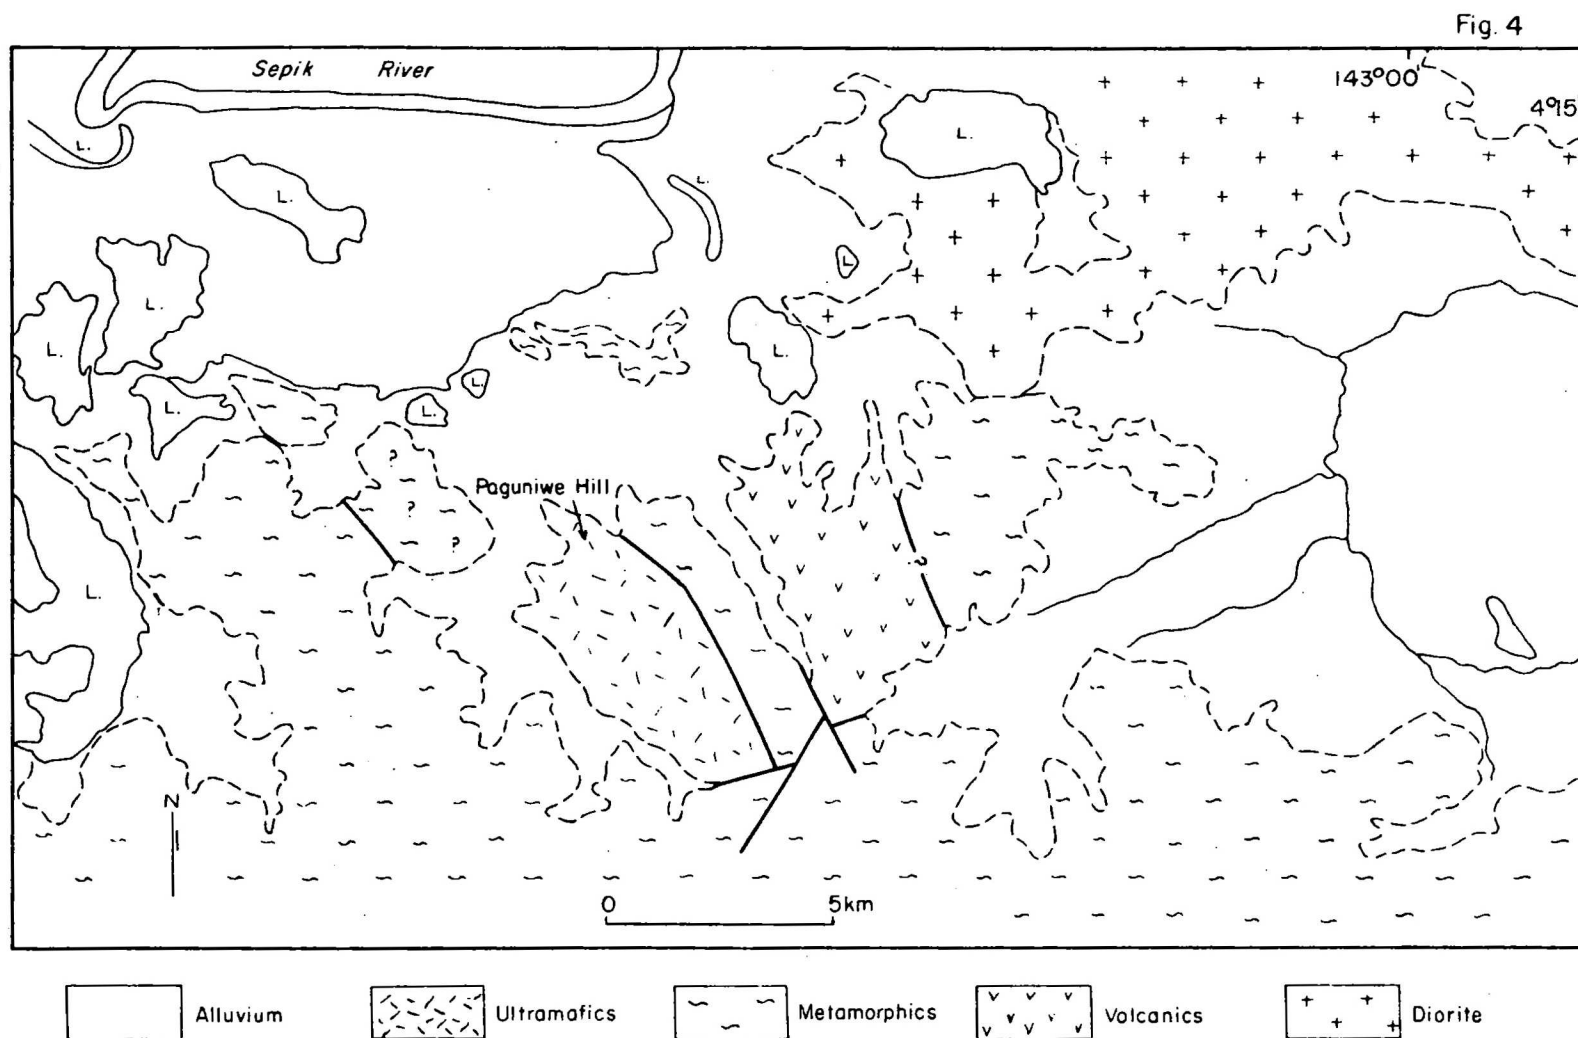 Fig. 4
Sepik River
143°00'
4°15'
L.
L.
L.
L.
L.
L.
L.
L.
L.
L.
L.
L.
?
Paguniwe Hill
?
?
?
L.
N
0 5km
Alluvium
Ultramafics
Metamorphics
Volcanics
Diorite